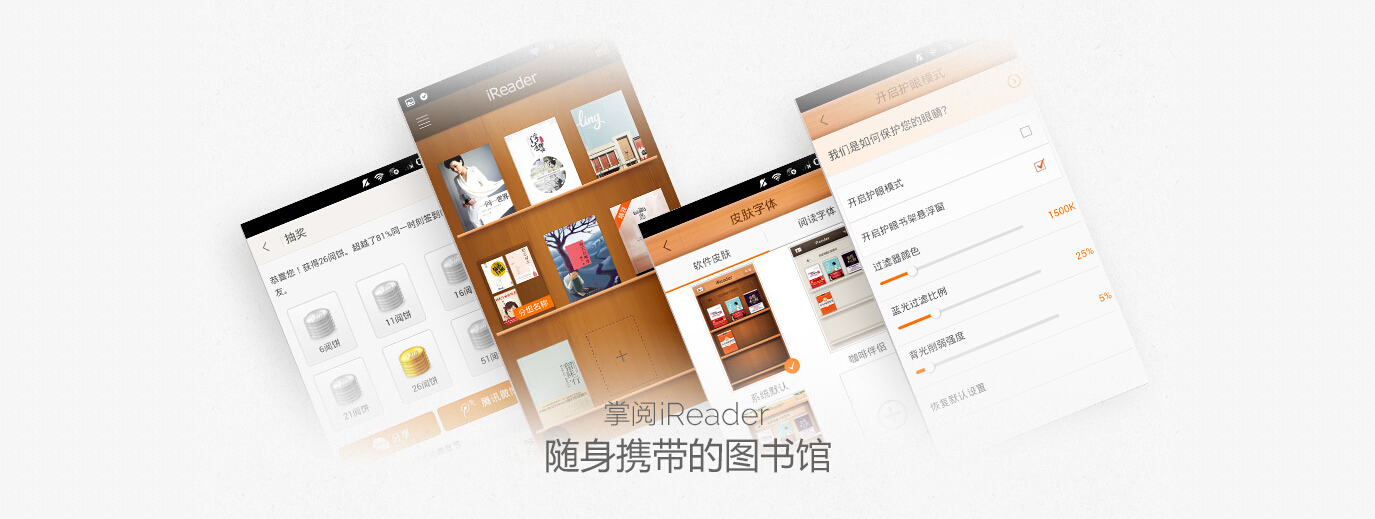 抽奖
恭喜您！获得26阅饼。超越了81%同一时刻签到
友。
6阅饼
11阅饼
16阅
21阅饼
26阅饼
51阅
分享
腾讯微
iReader
ling
分组名称
皮肤字体
软件皮肤
阅读字体
iReader
系统默认
咖啡伴侣
开启护眼模式
我们是如何保护您的眼睛?
开启护眼模式
开启护眼书架悬浮窗
过滤器颜色
1500K
蓝光过滤比例
25%
背光削弱强度
5%
恢复默认设置
掌阅iReader
随身携带的图书馆